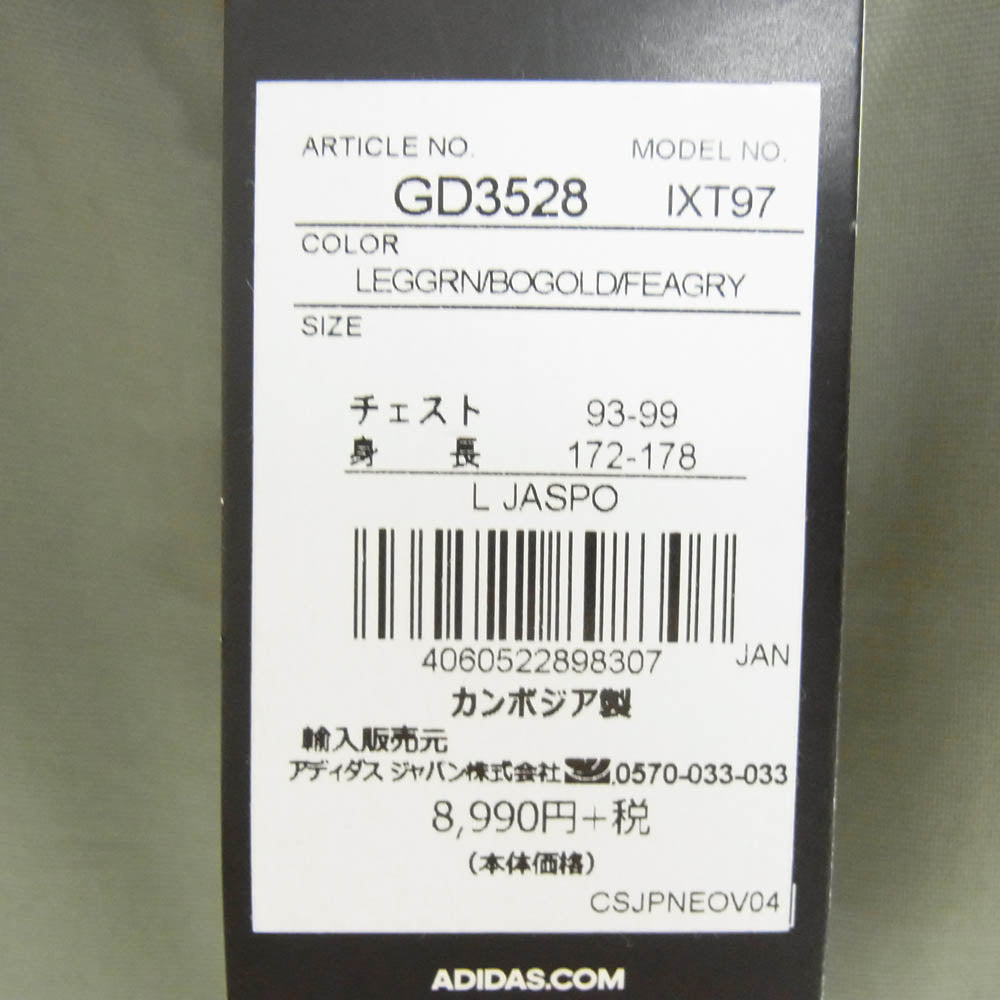 ARTICLE NO. MODEL NO.
GD3528 IXT97
COLOR
LEGGRN/BOGOLD/FEAGRY
SIZE
チェスト 93-99
身長 172-178
L JASPO
4060522898307 JAN
カンボジア製
輸入販売元
アディダス ジャパン株式会社 0570-033-033
8,990円+税
(本体価格)
CSJPNEOV04
ADIDAS.COM